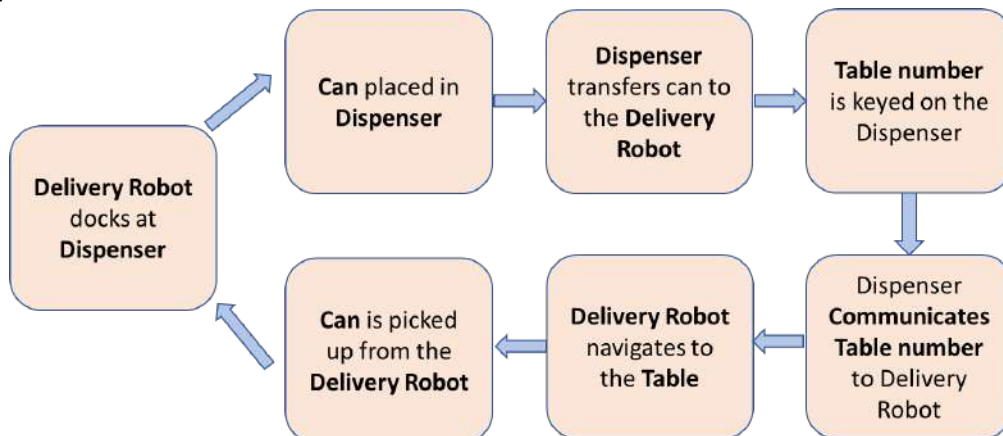 Delivery Robot
docks at
Dispenser
Can placed in
Dispenser
Dispenser
transfers can to
the Delivery
Robot
Table number
is keyed on the
Dispenser
Dispenser
Communicates
Table number
to Delivery
Robot
Delivery Robot
navigates to
the Table
Can is picked
up from the
Delivery Robot